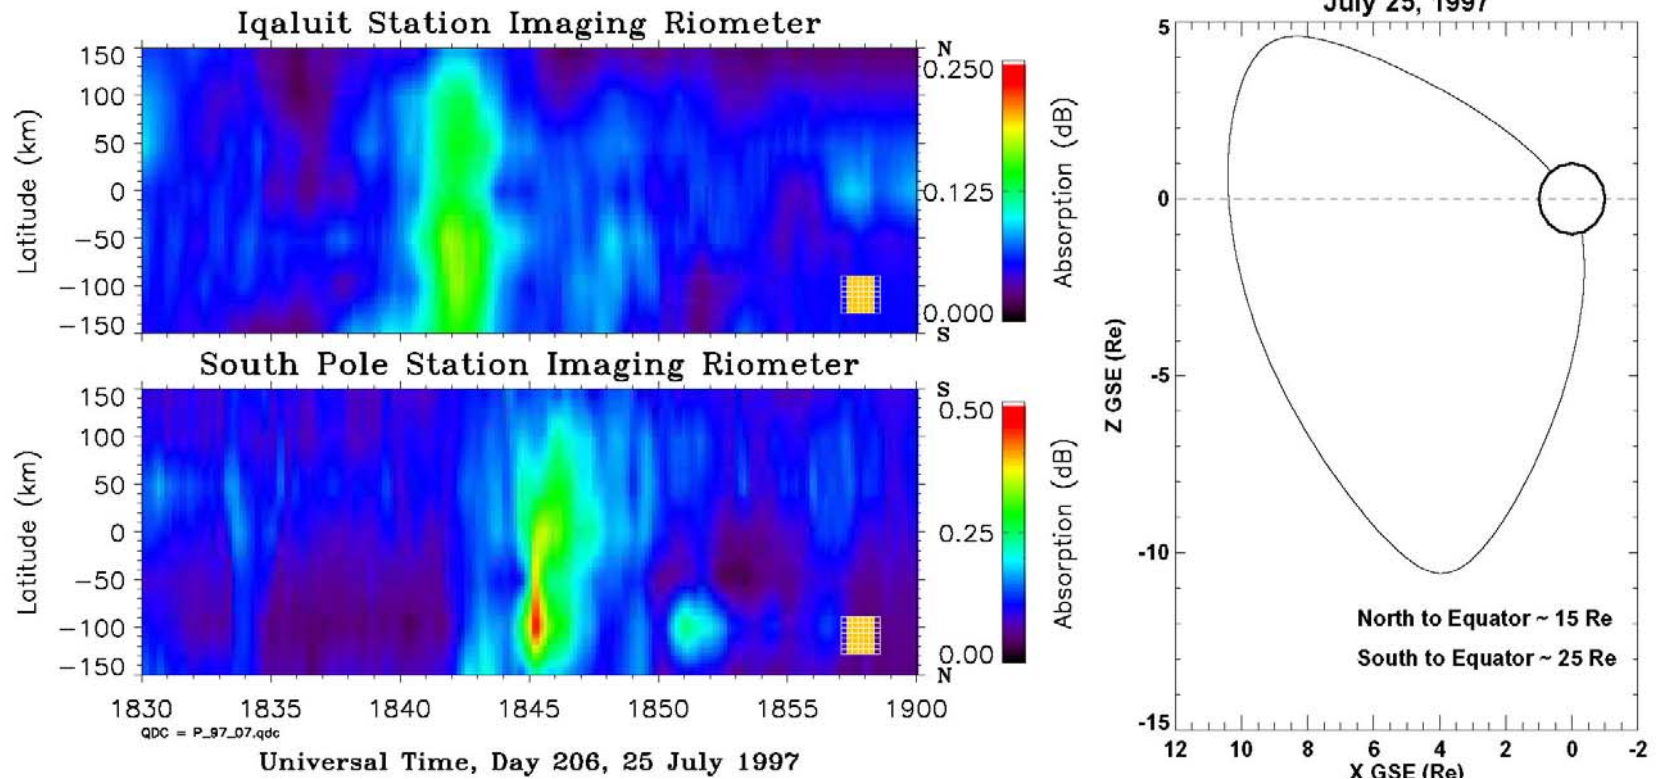 Iqaluit Station Imaging Riometer
Latitude (km)
150
100
50
0
−50
−100
−150
N
S
0.250
0.125
0.000
Absorption (dB)
South Pole Station Imaging Riometer
Latitude (km)
150
100
50
0
−50
−100
−150
S
N
0.50
0.25
0.00
Absorption (dB)
1830 1835 1840 1845 1850 1855 1900
QDC = P_97_07.qdc
Universal Time, Day 206, 25 July 1997
July 25, 1997
Z GSE (Re)
5
0
-5
-10
-15
North to Equator ~ 15 Re
South to Equator ~ 25 Re
12 10 8 6 4 2 0 -2
X GSE (Re)